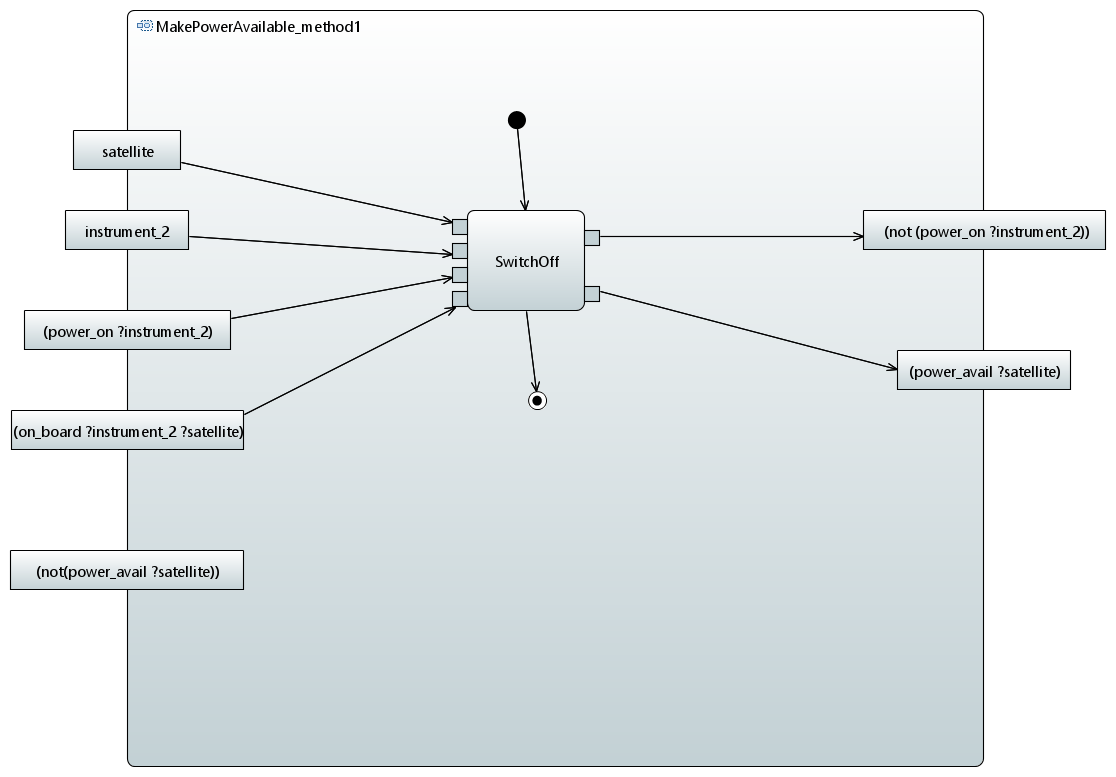 MakePowerAvailable_method1
satellite
instrument_2
SwitchOff
(not (power_on ?instrument_2))
(power_on ?instrument_2)
(power_avail ?satellite)
(on_board ?instrument_2 ?satellite)
(not(power_avail ?satellite))